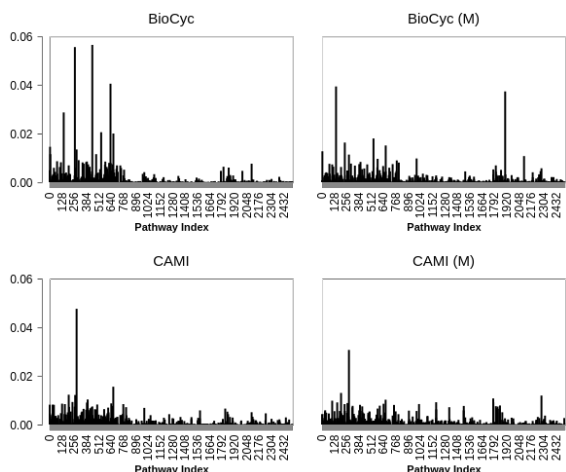 BioCyc
BioCyc (M)
0.06
0.04
0.02
0.00
0 128 256 384 512 640 768 896 1024 1152 1280 1408 1536 1664 1792 1920 2048 2176 2304 2432
0 128 256 384 512 640 768 896 1024 1152 1280 1408 1536 1664 1792 1920 2048 2176 2304 2432
Pathway Index
Pathway Index
CAMI
CAMI (M)
0.06
0.04
0.02
0.00
0 128 256 384 512 640 768 896 1024 1152 1280 1408 1536 1664 1792 1920 2048 2176 2304 2432
0 128 256 384 512 640 768 896 1024 1152 1280 1408 1536 1664 1792 1920 2048 2176 2304 2432
Pathway Index
Pathway Index